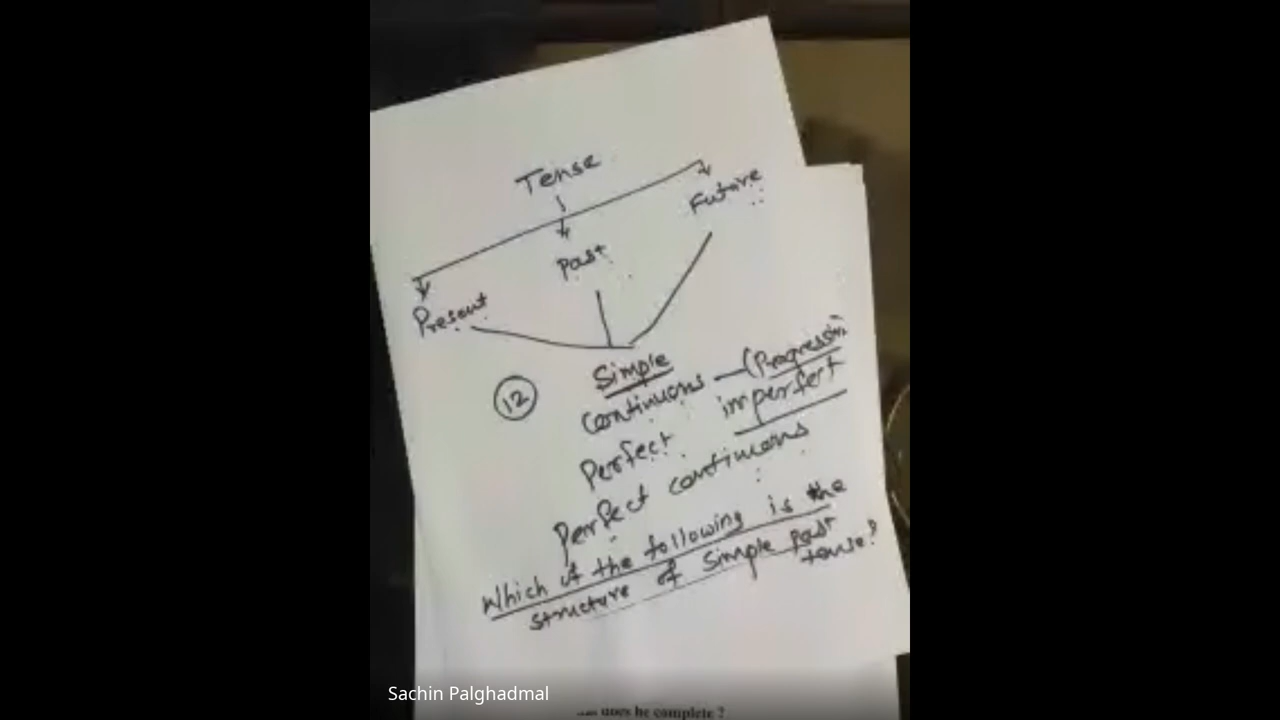 Tense
Present Past Future
Simple
12
Continuous — (Progressive
imperfect
Perfect
Perfect continuous
Which of the following is the
structure of Simple Past
tense?
Sachin Palghadmal
he complete ?